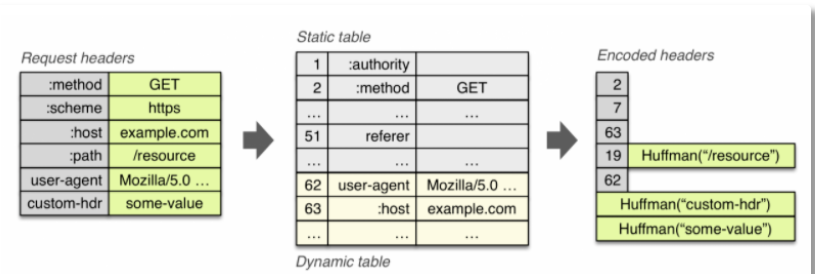 Request headers
:method GET
:scheme https
:host example.com
:path /resource
user-agent Mozilla/5.0 ...
custom-hdr some-value
Static table
1 :authority
2 :method GET
... ...
51 referer
... ...
62 user-agent Mozilla/5.0 ...
63 :host example.com
... ... ...
Dynamic table
Encoded headers
2
7
63
19 Huffman("/resource")
62
Huffman("custom-hdr")
Huffman("some-value")